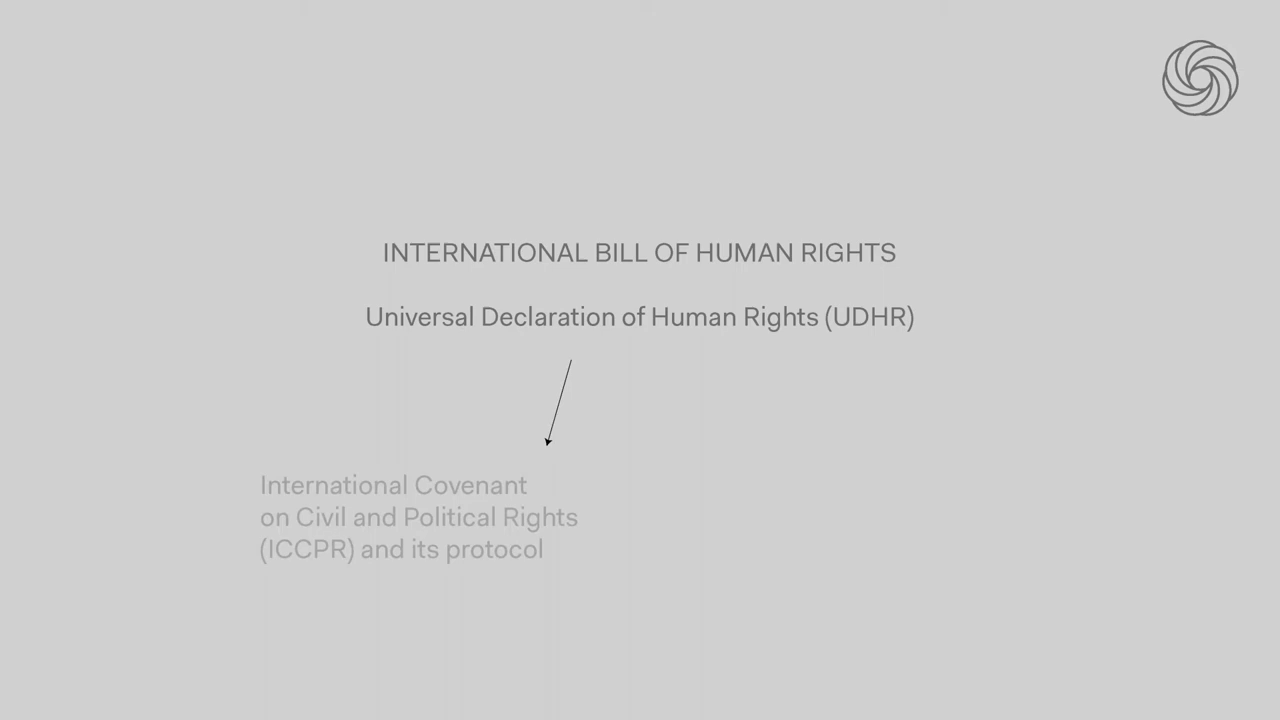 INTERNATIONAL BILL OF HUMAN RIGHTS
Universal Declaration of Human Rights (UDHR)
International Covenant
on Civil and Political Rights
(ICCPR) and its protocol